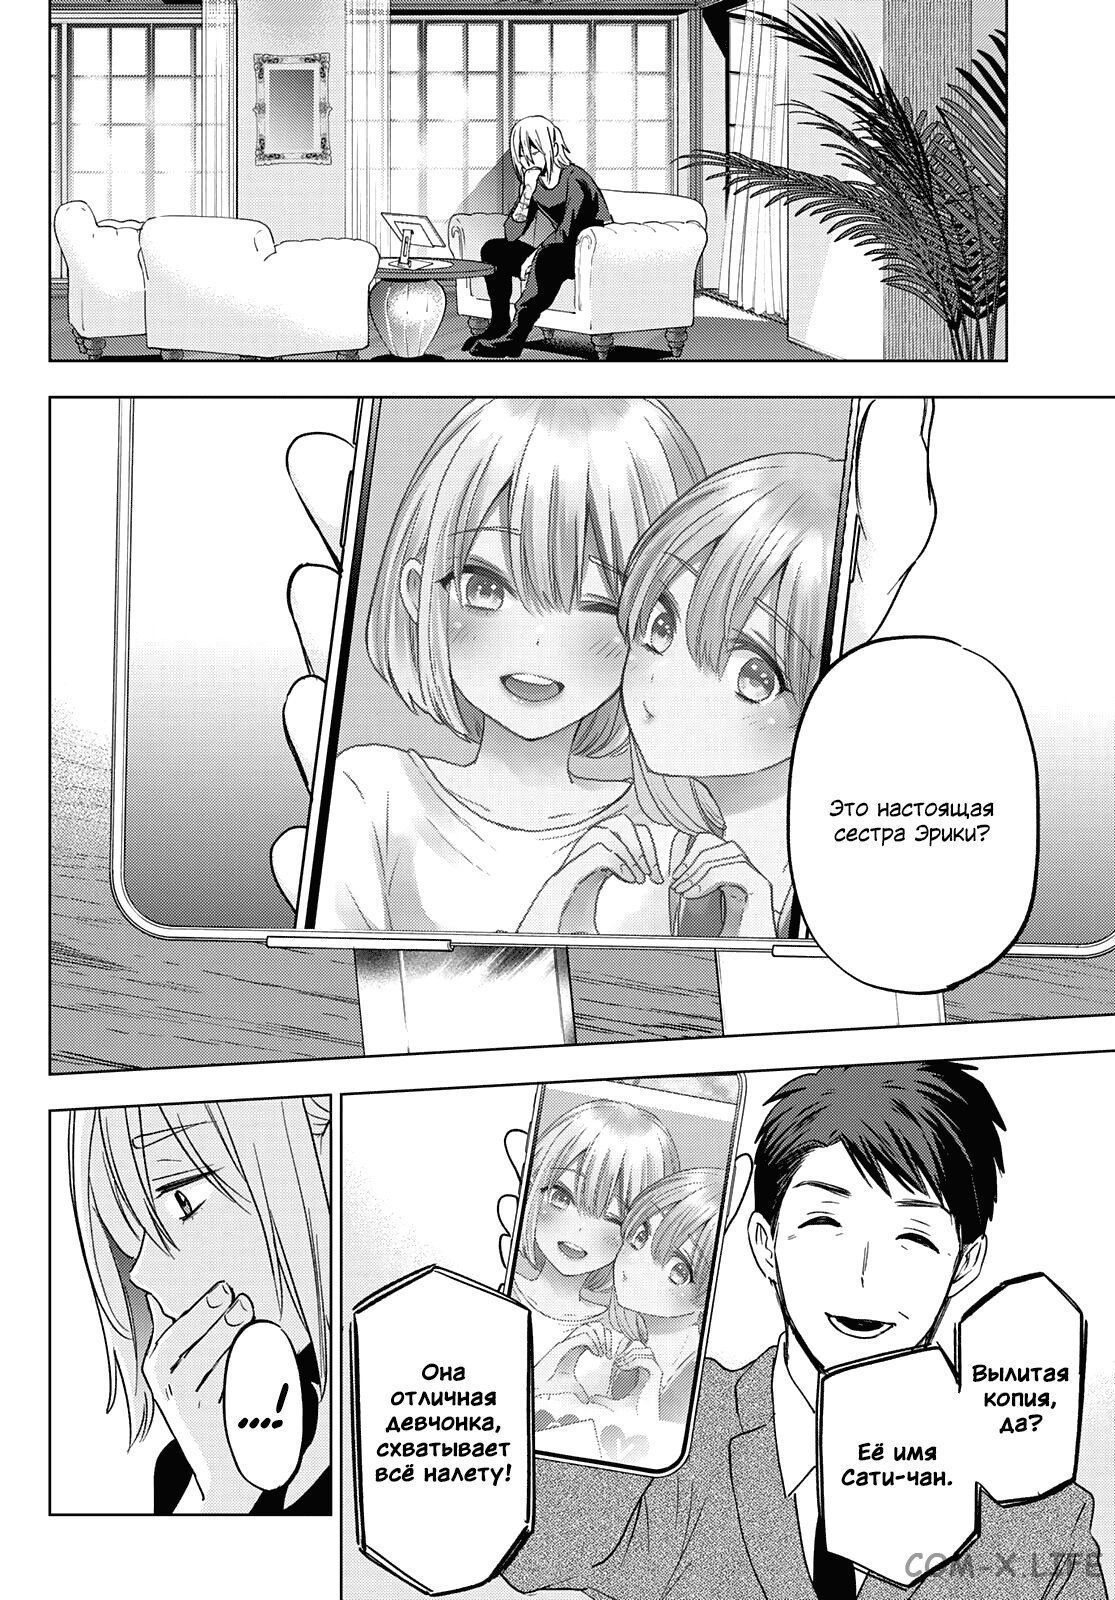 Это настоящая
сестра Эрики?
Вылитая
копия,
да?
Её имя
Сати-чан.
Она
отличная
девчонка,
схватывает
всё налету!
....!
COM-X.LIFE